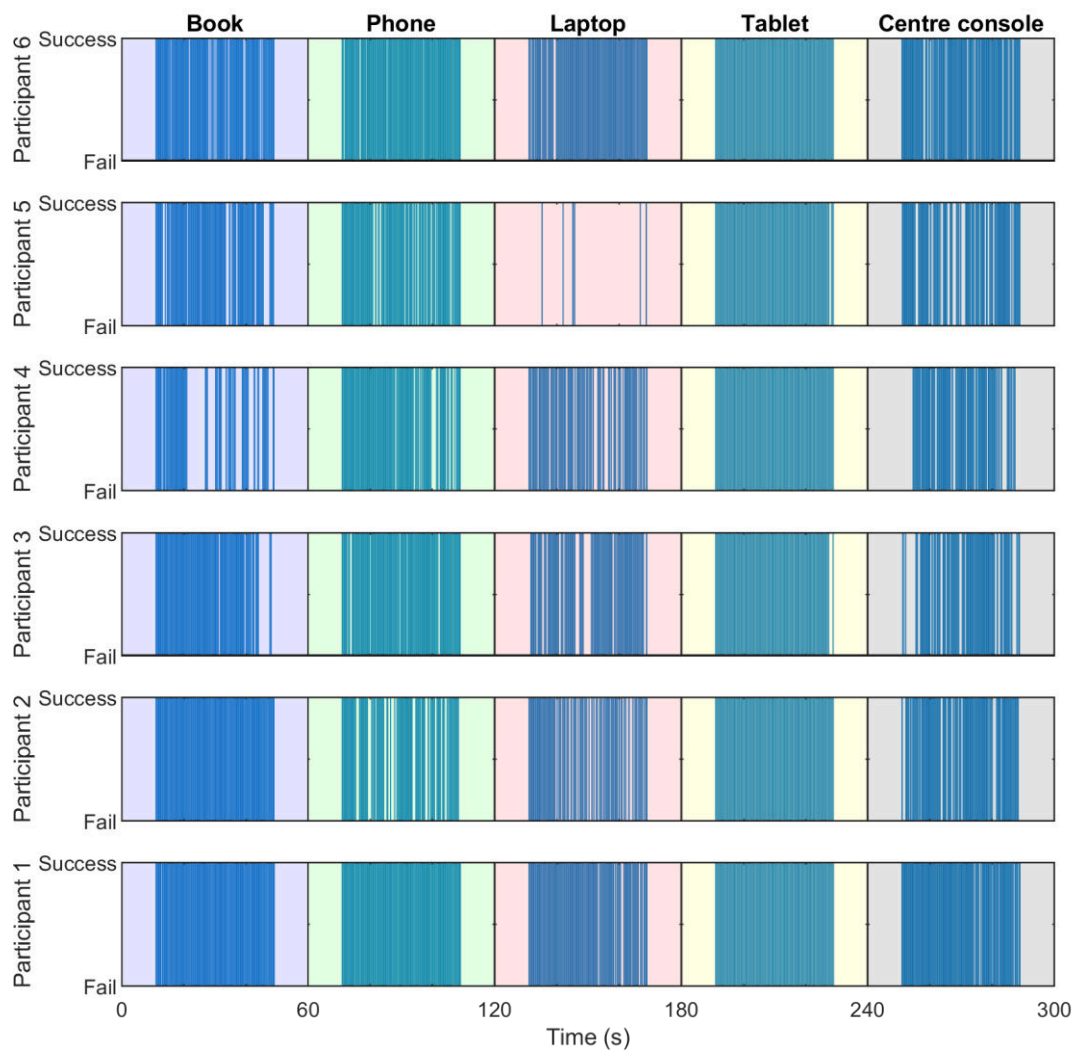 Book Phone Laptop Tablet Centre console
Participant 6
Success
Fail
Participant 5
Success
Fail
Participant 4
Success
Fail
Participant 3
Success
Fail
Participant 2
Success
Fail
Participant 1
Success
Fail
0 60 120 180 240 300
Time (s)